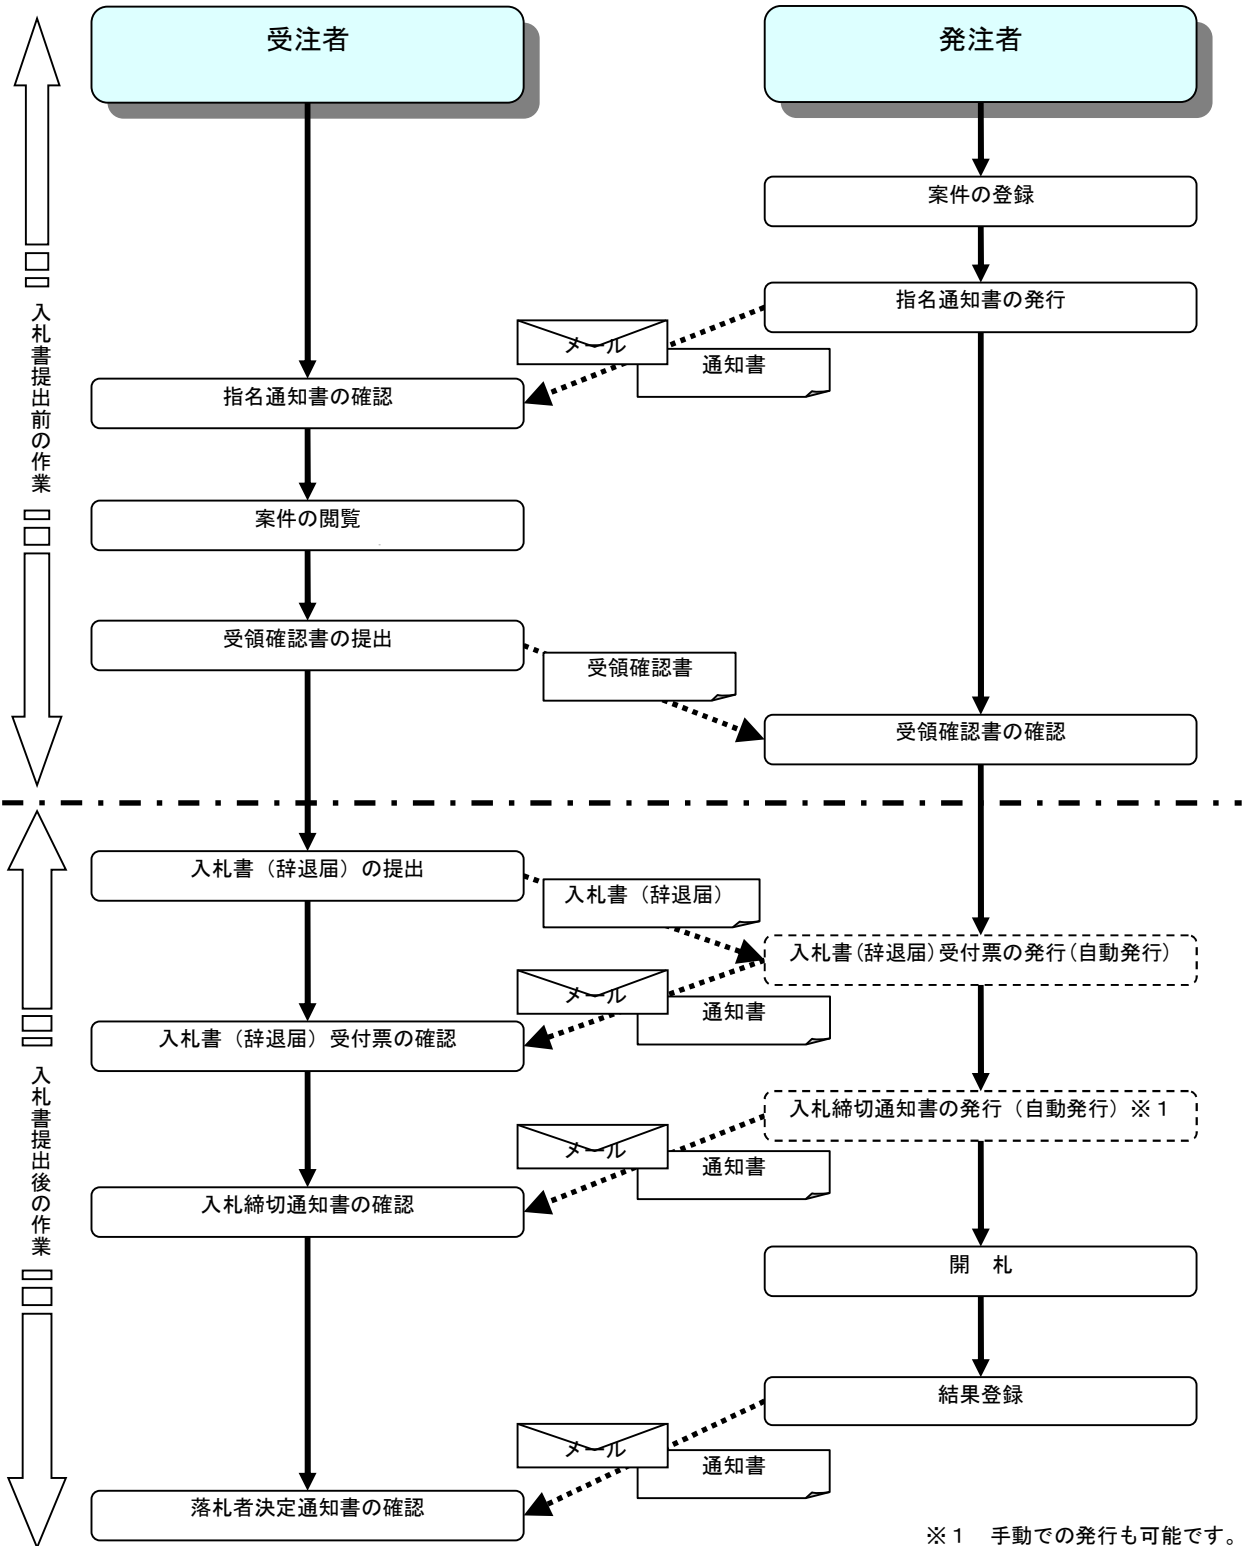 受注者
発注者
案件の登録
指名通知書の発行
メール
通知書
指名通知書の確認
入札書提出前の作業
案件の閲覧
受領確認書の提出
受領確認書
受領確認書の確認
入札書（辞退届）の提出
入札書（辞退届）
入札書(辞退届)受付票の発行(自動発行)
メール
通知書
入札書（辞退届）受付票の確認
入札書提出後の作業
入札締切通知書の発行（自動発行）※１
メール
通知書
入札締切通知書の確認
開　札
結果登録
メール
通知書
落札者決定通知書の確認
※１　手動での発行も可能です。